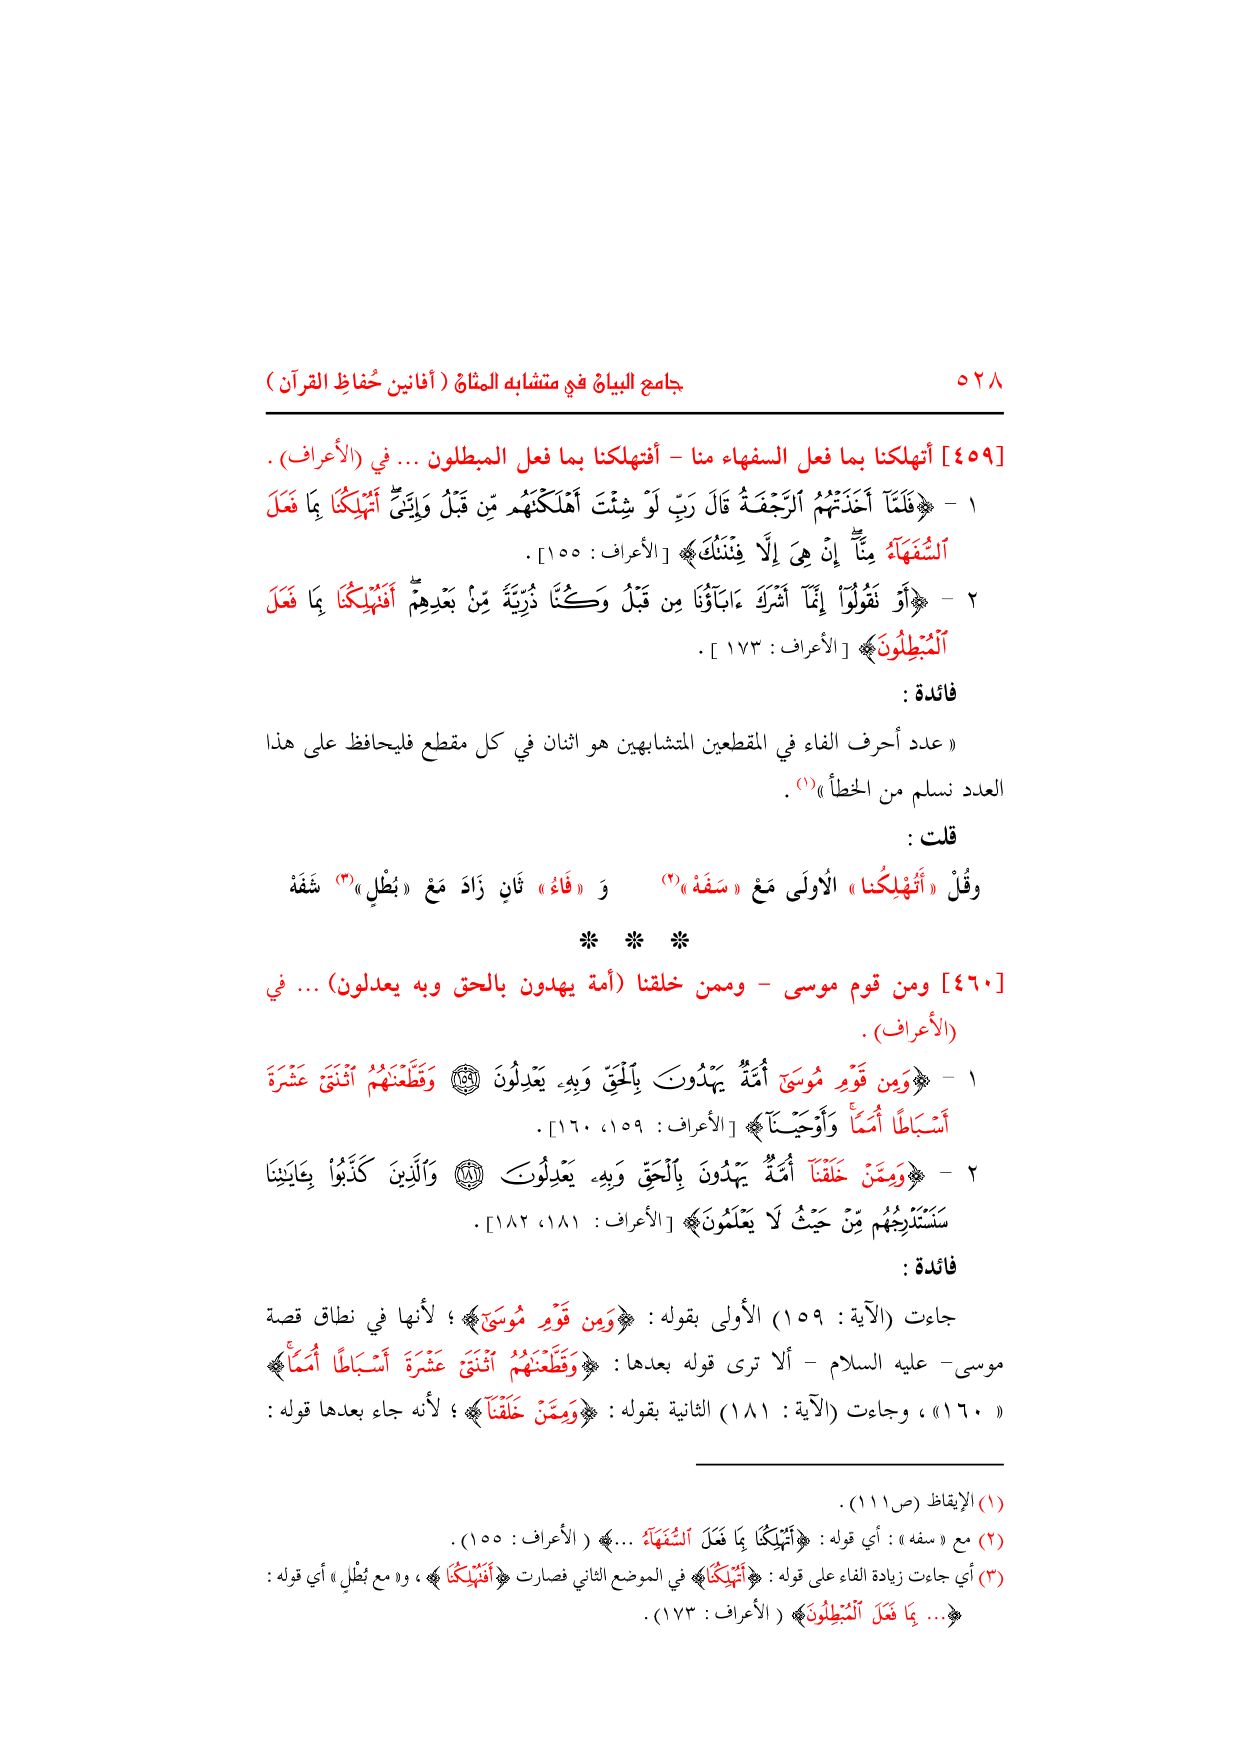 ٥٢٨ جامع البيان في متشابه المثان ( أفانين حُفاظِ القرآن )
[٤٥٩] أتهلكنا بما فعل السفهاء منا – أفتهلكنا بما فعل المبطلون ... في (الأعراف) .
١ – ﴿فَلَمَّآ أَخَذَتْهُمُ ٱلرَّجْفَةُ قَالَ رَبِّ لَوْ شِئْتَ أَهْلَكْتَهُم مِّن قَبْلُ وَإِيَّـٰىَۖ أَتُهْلِكُنَا بِمَا فَعَلَ
ٱلسُّفَهَآءُ مِنَّآۖ إِنْ هِىَ إِلَّا فِتْنَتُكَ﴾ [الأعراف : ١٥٥] .
٢ – ﴿أَوْ تَقُولُوٓا۟ إِنَّمَآ أَشْرَكَ ءَابَآؤُنَا مِن قَبْلُ وَكُنَّا ذُرِّيَّةً مِّنۢ بَعْدِهِمْۖ أَفَتُهْلِكُنَا بِمَا فَعَلَ
ٱلْمُبْطِلُونَ﴾ [ الأعراف : ١٧٣ ] .
فائدة :
« عدد أحرف الفاء في المقطعين المتشابهين هو اثنان في كل مقطع فليحافظ على هذا
العدد نسلم من الخطأ »(١) .
قلت :
وقُلْ « أَتُهْلِكُنا » الُاولَى مَعْ « سَفَهْ »(٢) وَ « فَاءُ » ثَانٍ زَادَ مَعْ « بُطْلٍ »(٣) شَفَهْ
* * *
[٤٦٠] ومن قوم موسى – وممن خلقنا (أمة يهدون بالحق وبه يعدلون) ... في
(الأعراف) .
١ – ﴿وَمِن قَوْمِ مُوسَىٰٓ أُمَّةٌ يَهْدُونَ بِٱلْحَقِّ وَبِهِۦ يَعْدِلُونَ ١٥٩ وَقَطَّعْنَـٰهُمُ ٱثْنَتَىْ عَشْرَةَ
أَسْبَاطًا أُمَمًاۚ وَأَوْحَيْنَآ﴾ [الأعراف : ١٥٩، ١٦٠] .
٢ – ﴿وَمِمَّنْ خَلَقْنَآ أُمَّةٌ يَهْدُونَ بِٱلْحَقِّ وَبِهِۦ يَعْدِلُونَ ١٨١ وَٱلَّذِينَ كَذَّبُوا۟ بِـَٔايَـٰتِنَا
سَنَسْتَدْرِجُهُم مِّنْ حَيْثُ لَا يَعْلَمُونَ﴾ [الأعراف : ١٨١، ١٨٢] .
فائدة :
جاءت (الآية : ١٥٩) الأولى بقوله : ﴿وَمِن قَوْمِ مُوسَىٰٓ﴾ ؛ لأنها في نطاق قصة
موسى– عليه السلام – ألا ترى قوله بعدها : ﴿وَقَطَّعْنَـٰهُمُ ٱثْنَتَىْ عَشْرَةَ أَسْبَاطًا أُمَمًاۚ﴾
« ١٦٠» ، وجاءت (الآية : ١٨١) الثانية بقوله : ﴿وَمِمَّنْ خَلَقْنَآ﴾ ؛ لأنه جاء بعدها قوله :
(١) الإيقاظ (ص١١١) .
(٢) مع « سفه » : أي قوله : ﴿أَتُهْلِكُنَا بِمَا فَعَلَ ٱلسُّفَهَآءُ ...﴾ ( الأعراف : ١٥٥) .
(٣) أي جاءت زيادة الفاء على قوله : ﴿أَتُهْلِكُنَا﴾ في الموضع الثاني فصارت ﴿أَفَتُهْلِكُنَا ﴾ ، و« مع بُطْلٍ » أي قوله :
﴿... بِمَا فَعَلَ ٱلْمُبْطِلُونَ﴾ ( الأعراف : ١٧٣) .